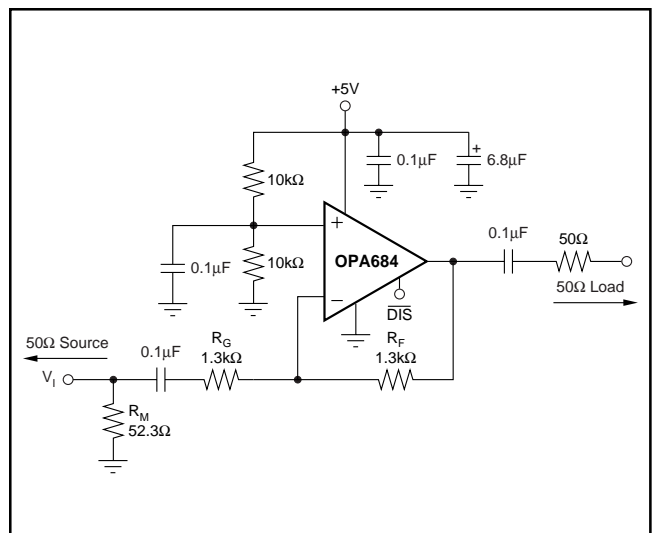 +5V
0.1µF
+
6.8µF
10kΩ
0.1µF
10kΩ
+
OPA684
−
DIS
0.1µF
50Ω
50Ω Load
50Ω Source
V_I
0.1µF
R_G
1.3kΩ
R_F
1.3kΩ
R_M
52.3Ω